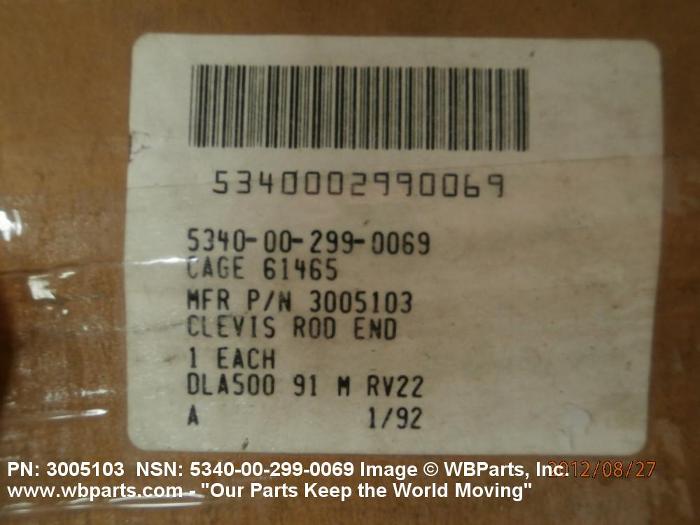 5340002990069
5340-00-299-0069
CAGE 61465
MFR P/N 3005103
CLEVIS ROD END
1 EACH
DLA500 91 M RV22
A 1/92
PN: 3005103 NSN: 5340-00-299-0069 Image © WBParts, Inc.
2012/08/27
www.wbparts.com - "Our Parts Keep the World Moving"